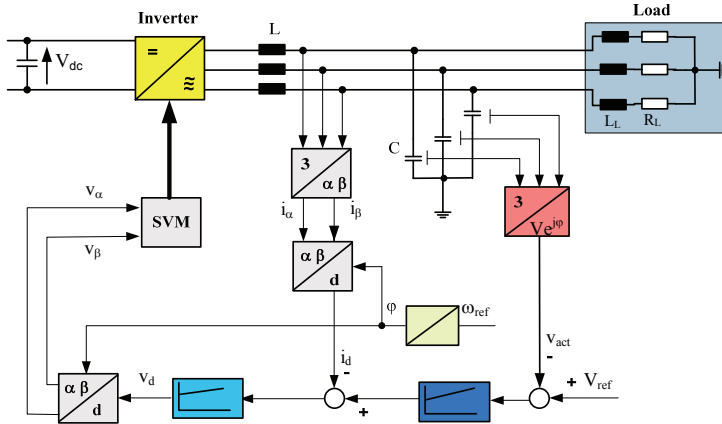 Inverter
Load
L
V_dc
=
≈
L_L
R_L
C
3
α β
v_α
i_α
i_β
3
Ve^jφ
v_β
SVM
α β
d
φ
ω_ref
v_act
-
i_d
-
v_d
+
+
V_ref
α β
d